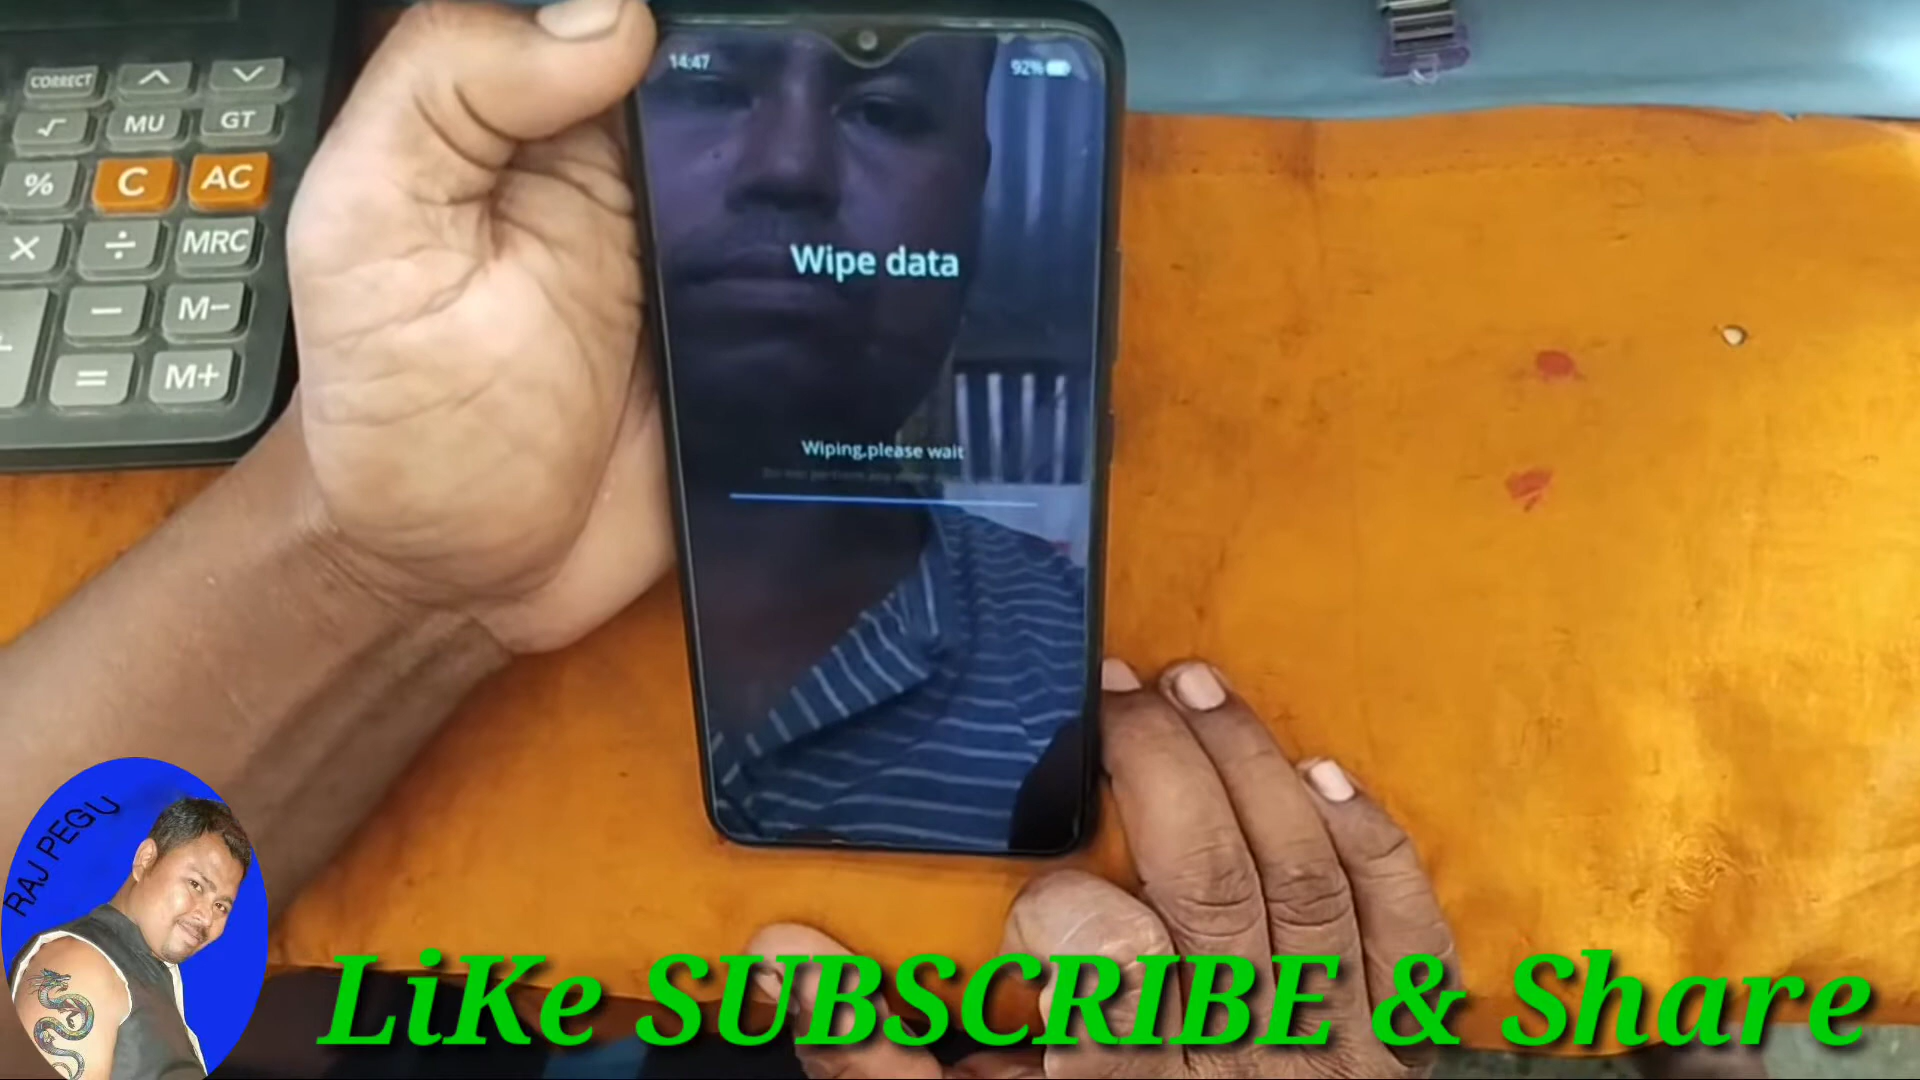 CORRECT
√ MU GT
% C AC
× ÷ MRC
− M−
= M+
14:47 92%
Wipe data
Wiping,please wait
RAJ PEGU
LiKe SUBSCRIBE & Share